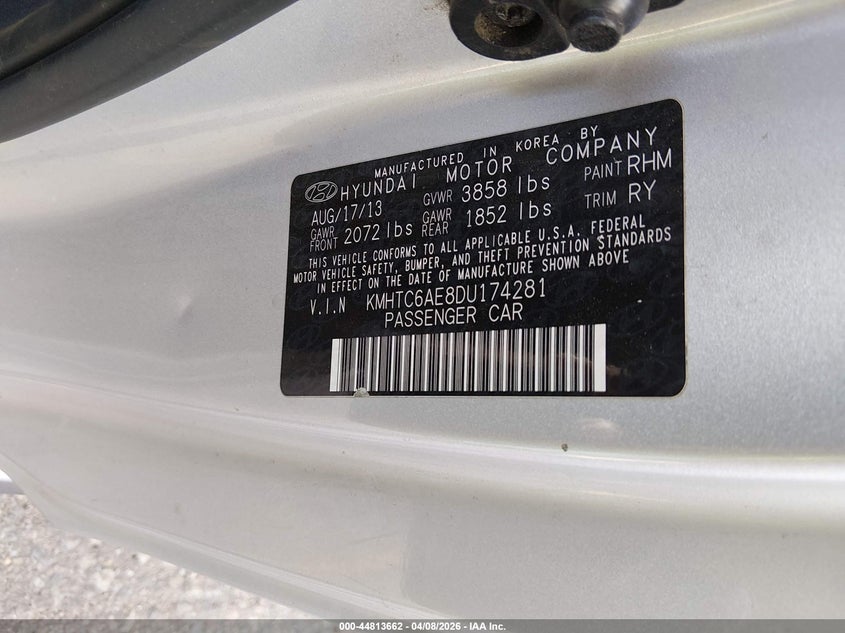 MANUFACTURED IN KOREA BY
HYUNDAI MOTOR COMPANY
AUG/17/13 GVWR 3858 lbs PAINT RHM
GAWR FRONT 2072 lbs GAWR REAR 1852 lbs TRIM RY
THIS VEHICLE CONFORMS TO ALL APPLICABLE U.S.A. FEDERAL
MOTOR VEHICLE SAFETY, BUMPER, AND THEFT PREVENTION STANDARDS
IN EFFECT ON THE DATE OF MANUFACTURE SHOWN ABOVE
V.I.N KMHTC6AE8DU174281
PASSENGER CAR
000-44813662 | 04/08/2026 - IAA Inc.